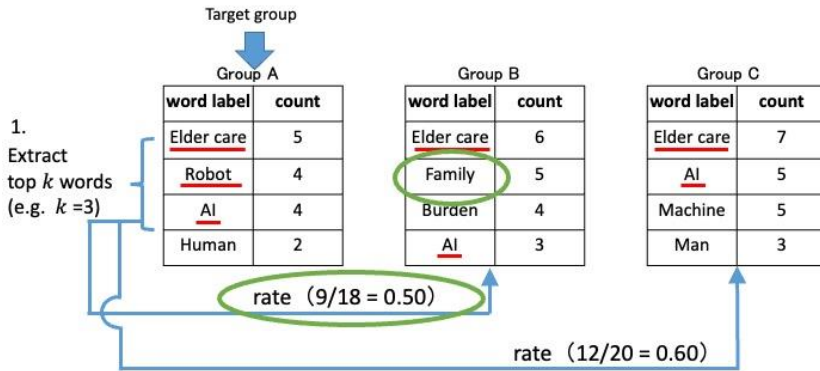 Target group
Group A
Group B
Group C
word label count
word label count
word label count
1.
Extract
top k words
(e.g. k =3)
Elder care 5
Robot 4
AI 4
Human 2
Elder care 6
Family 5
Burden 4
AI 3
Elder care 7
AI 5
Machine 5
Man 3
rate（9/18 = 0.50）
rate（12/20 = 0.60）